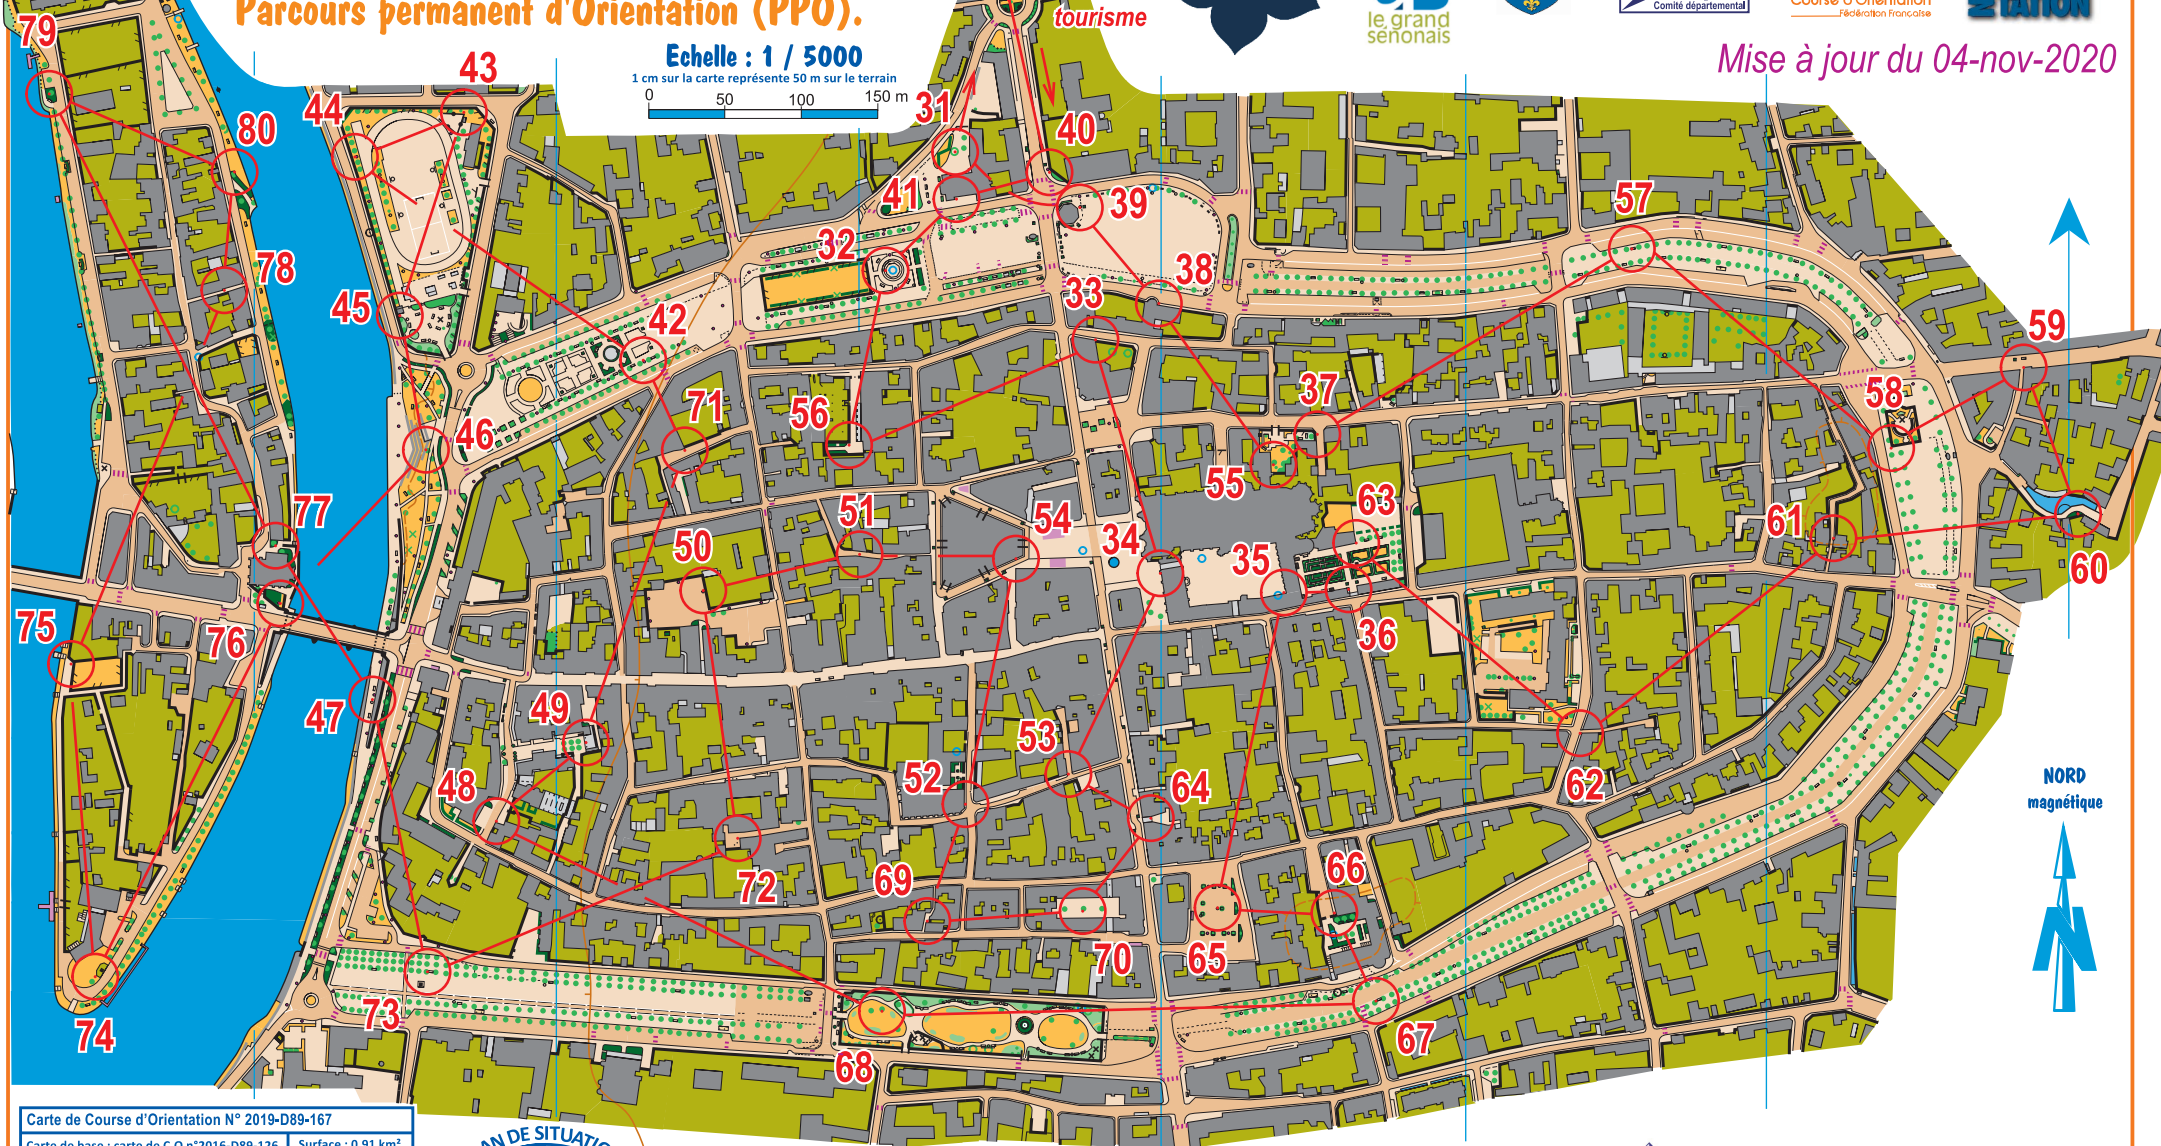 Parcours permanent d'Orientation (PPO).
Echelle : 1 / 5000
1 cm sur la carte représente 50 m sur le terrain
0 50 100 150 m
tourisme
le grand
sénonais
Comité départemental
Course d'Orientation
Fédération Française
Mise à jour du 04-nov-2020
79
43
44
80
31
40
41
39
57
32
78
38
45
33
42
59
71
56
37
58
46
55
77
51
54
63
50
34
35
61
60
75
76
36
47
49
53
48
52
64
62
69
66
72
70
65
73
74
67
68
NORD
magnétique
N
Carte de Course d'Orientation N° 2019-D89-167
Carte de base : carte de C.O n°2016-D89-126 Surface : 0,91 km²
AN DE SITUATIO